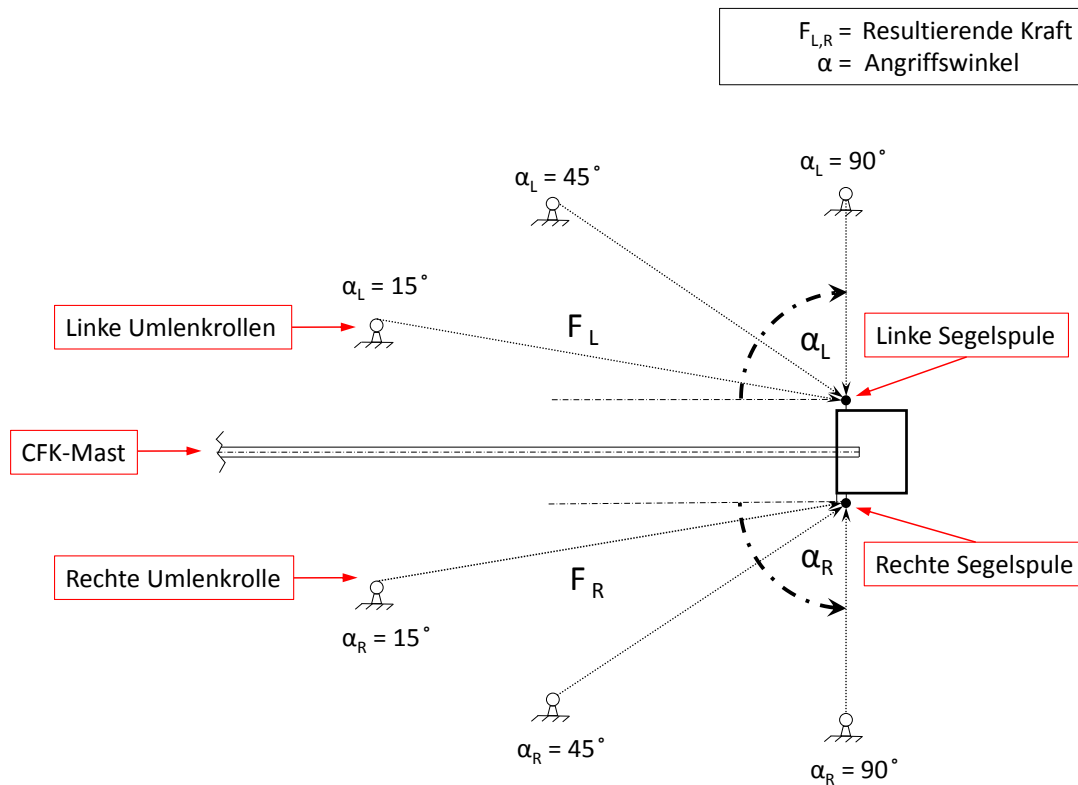 F_L,R = Resultierende Kraft
α = Angriffswinkel
α_L = 90°
α_L = 45°
α_L = 15°
Linke Umlenkrollen
F_L
α_L
Linke Segelspule
CFK-Mast
Rechte Umlenkrolle
F_R
α_R
Rechte Segelspule
α_R = 15°
α_R = 45°
α_R = 90°